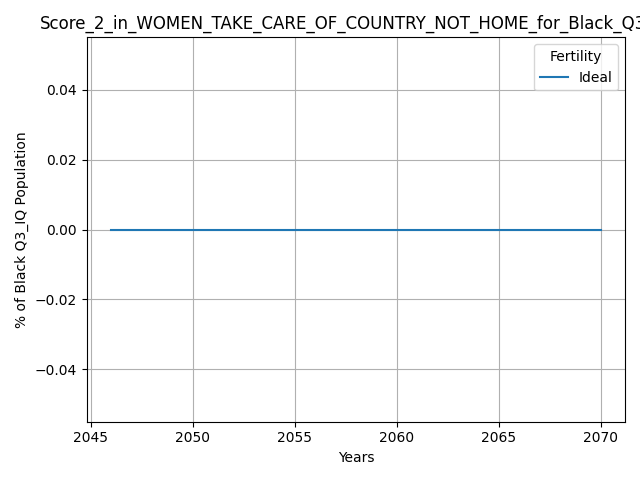 Score_2_in_WOMEN_TAKE_CARE_OF_COUNTRY_NOT_HOME_for_Black_Q3
Fertility
Ideal
0.04
0.02
0.00
−0.02
−0.04
% of Black Q3_IQ Population
2045 2050 2055 2060 2065 2070
Years